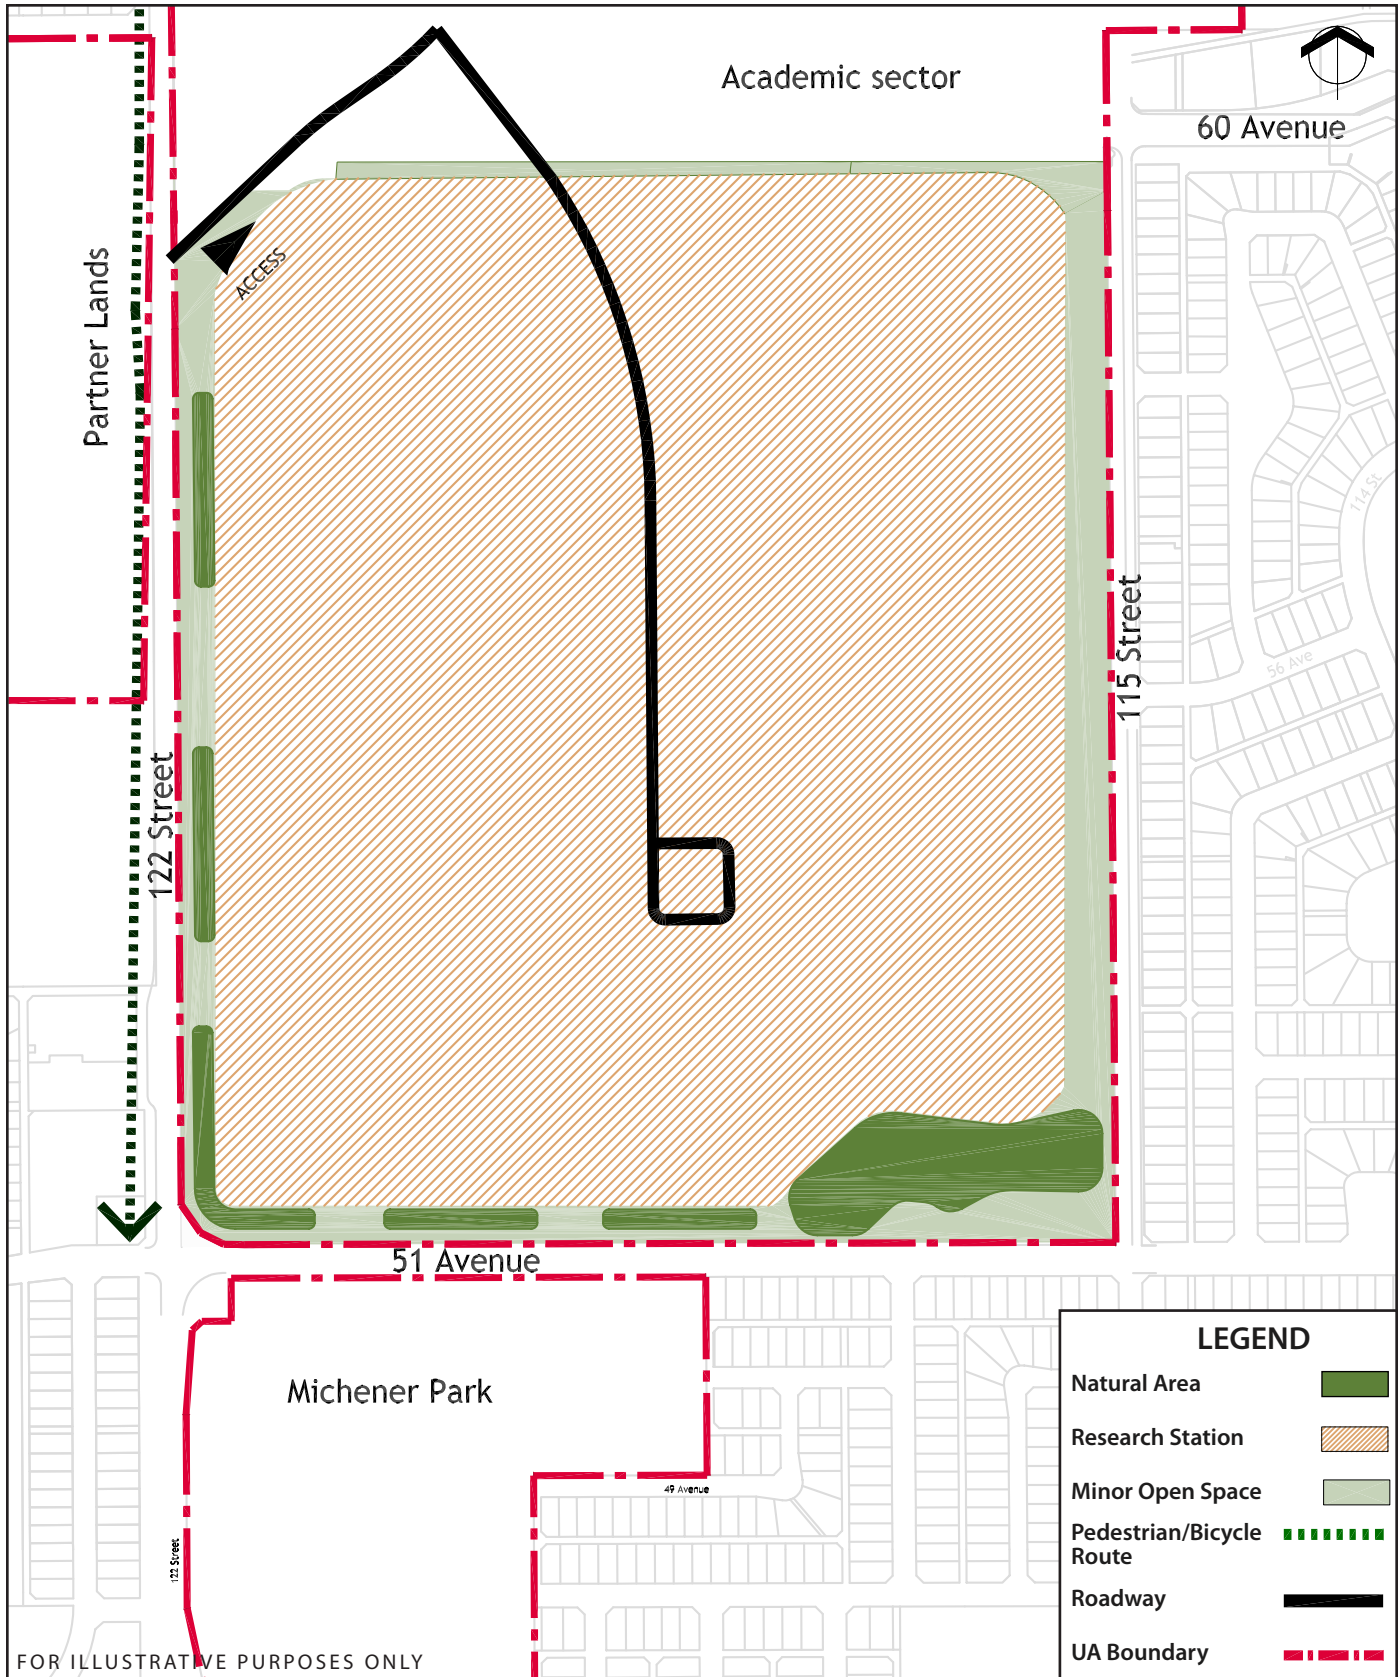 Academic sector
60 Avenue
Partner Lands
ACCESS
114 St
115 Street
56 Ave
122 Street
51 Avenue
Michener Park
49 Avenue
122 Street
LEGEND
Natural Area
Research Station
Minor Open Space
Pedestrian/Bicycle
Route
Roadway
UA Boundary
FOR ILLUSTRATIVE PURPOSES ONLY